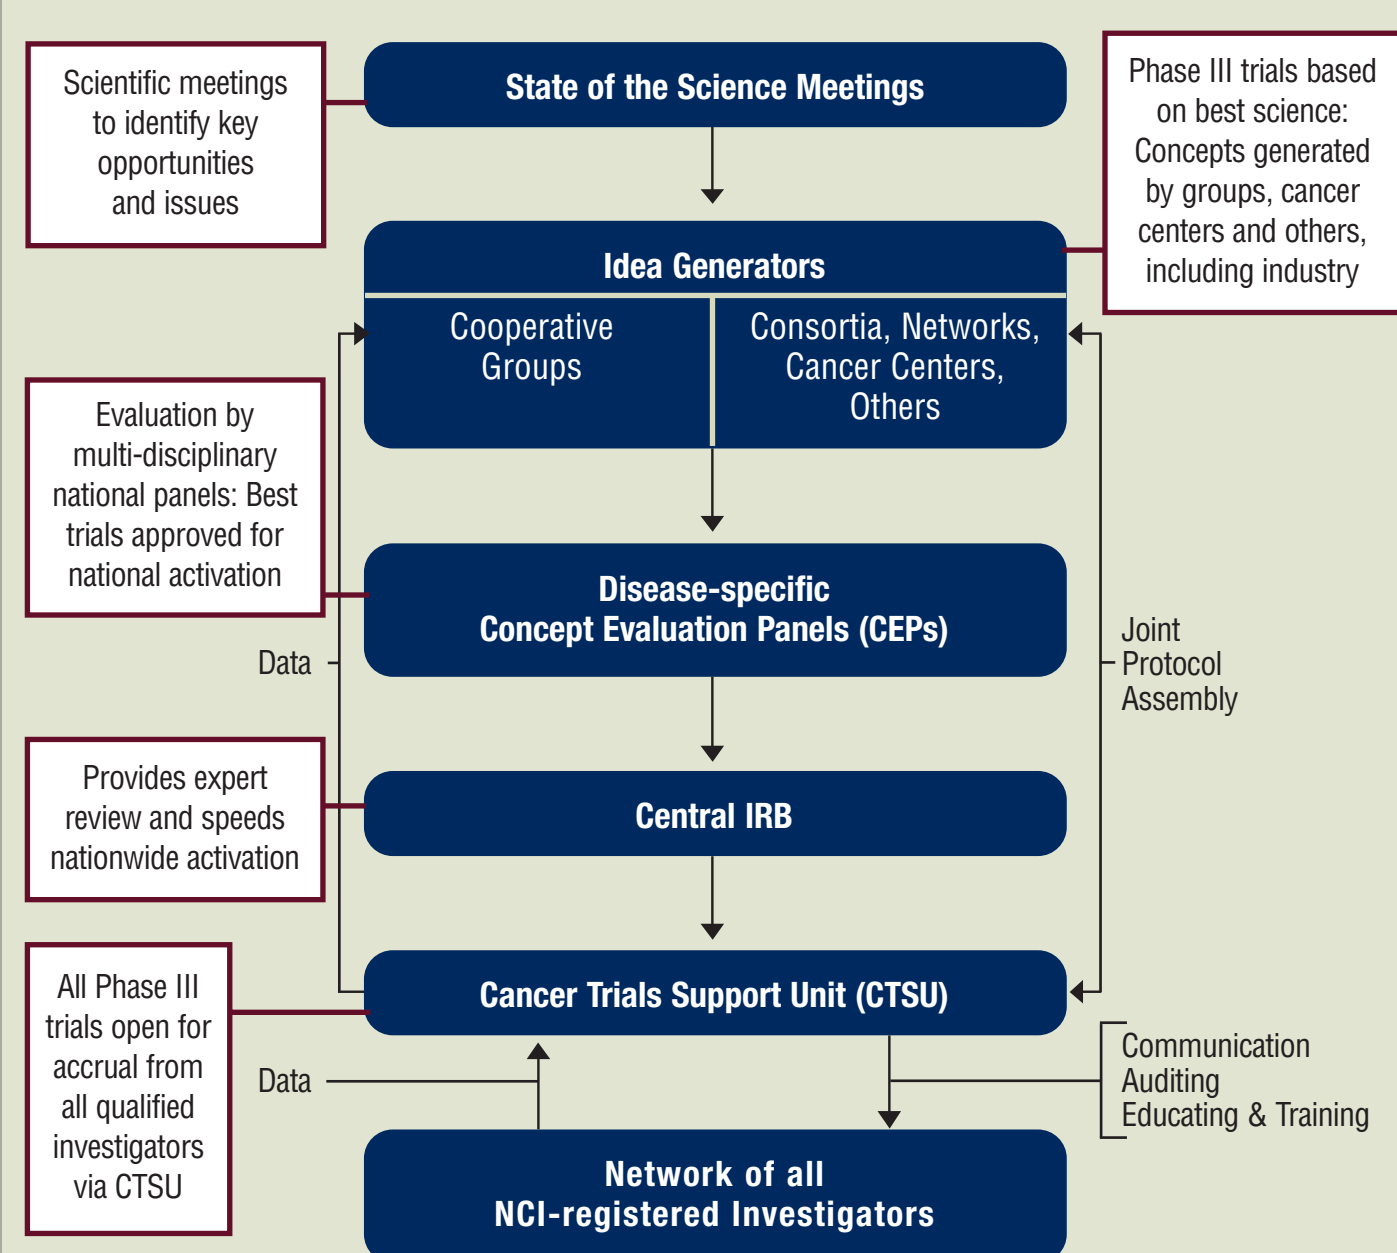 Scientific meetings
to identify key
opportunities
and issues
State of the Science Meetings
Phase III trials based
on best science:
Concepts generated
by groups, cancer
centers and others,
including industry
Idea Generators
Cooperative
Groups
Consortia, Networks,
Cancer Centers,
Others
Evaluation by
multi-disciplinary
national panels: Best
trials approved for
national activation
Disease-specific
Concept Evaluation Panels (CEPs)
Data
Joint
Protocol
Assembly
Provides expert
review and speeds
nationwide activation
Central IRB
All Phase III
trials open for
accrual from
all qualified
investigators
via CTSU
Cancer Trials Support Unit (CTSU)
Data
Communication
Auditing
Educating & Training
Network of all
NCI-registered Investigators